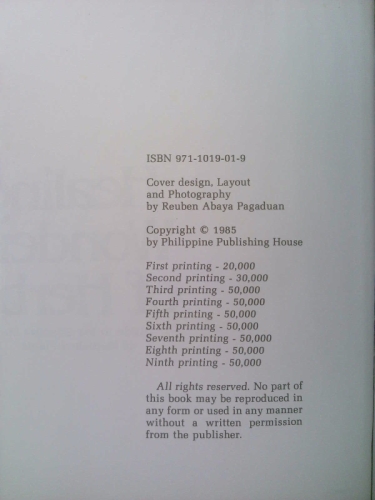 ISBN 971-1019-01-9
Cover design, Layout
and Photography
by Reuben Abaya Pagaduan
Copyright © 1985
by Philippine Publishing House
First printing - 20,000
Second printing - 30,000
Third printing - 50,000
Fourth printing - 50,000
Fifth printing - 50,000
Sixth printing - 50,000
Seventh printing - 50,000
Eighth printing - 50,000
Ninth printing - 50,000
All rights reserved. No part of
this book may be reproduced in
any form or used in any manner
without a written permission
from the publisher.